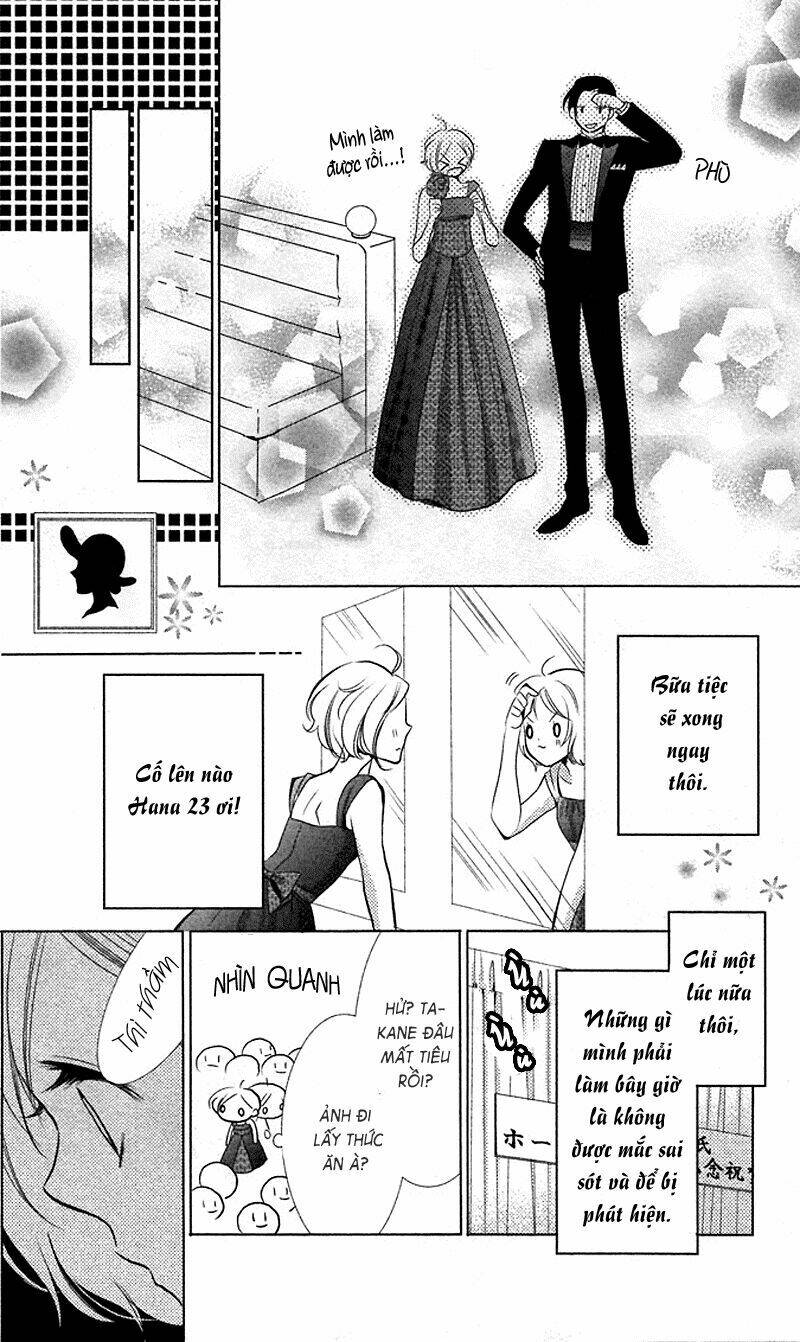 PHÙ
Mình làm
được rồi...!
Bữa tiệc
sẽ xong
ngay
thôi.
Cố lên nào
Hana 23 ơi!
Chỉ một
lúc nữa
thôi,
Những gì
mình phải
làm bây giờ
là không
được mắc sai
sót và để bị
phát hiện.
ホー
念祝
HỬ? TA-
KANE ĐÂU
MẤT TIÊU
RỒI?
ẢNH ĐI
LẤY THỨC
ĂN À?
NHÌN QUANH
Thì thầm